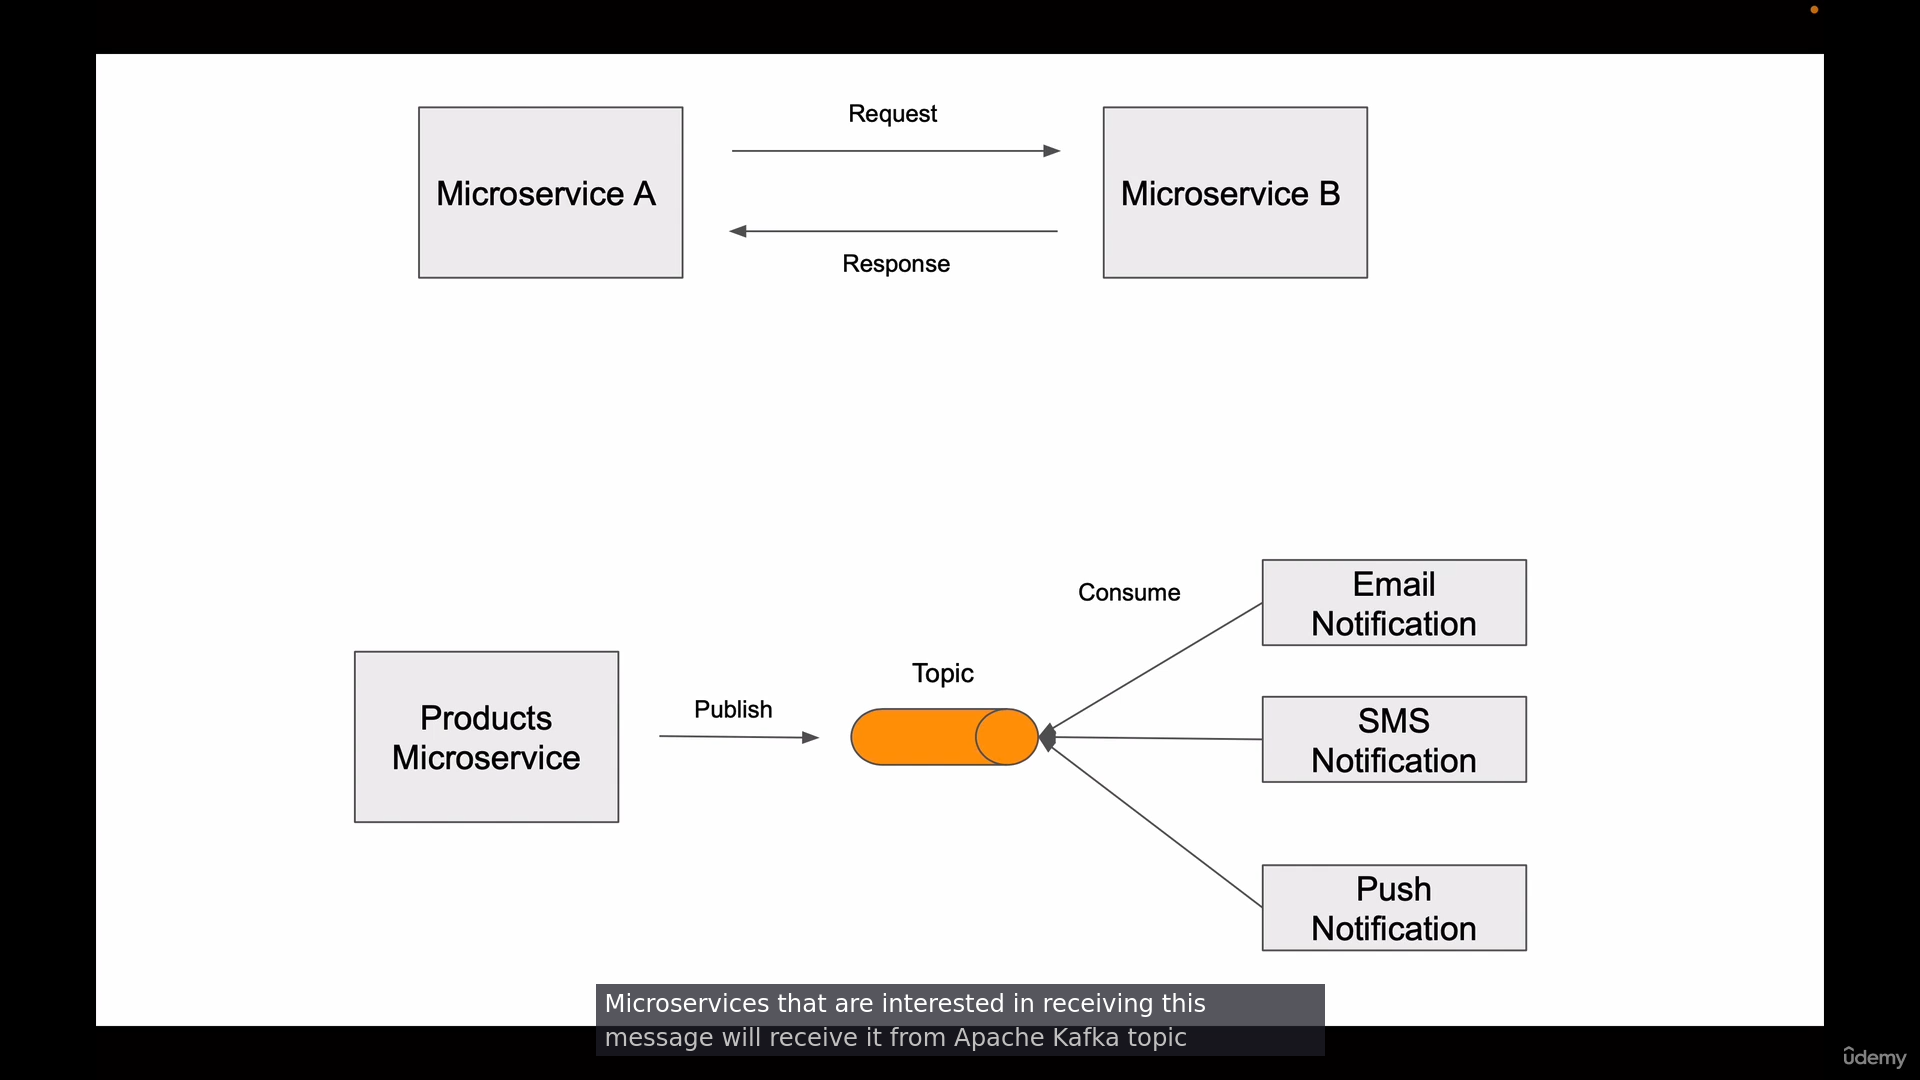 Request
Microservice A
Microservice B
Response
Consume
Email
Notification
Topic
Publish
Products
Microservice
SMS
Notification
Push
Notification
Microservices that are interested in receiving this
message will receive it from Apache Kafka topic
ûdemy